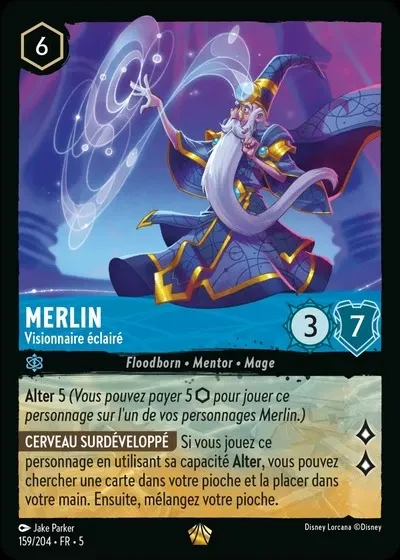 6
MERLIN
Visionnaire éclairé
3
7
Floodborn • Mentor • Mage
Alter 5 (Vous pouvez payer 5 pour jouer ce
personnage sur l'un de vos personnages Merlin.)
CERVEAU SURDÉVELOPPÉ Si vous jouez ce
personnage en utilisant sa capacité Alter, vous pouvez
chercher une carte dans votre pioche et la placer dans
votre main. Ensuite, mélangez votre pioche.
Jake Parker
159/204 • FR • 5
Disney Lorcana ©Disney